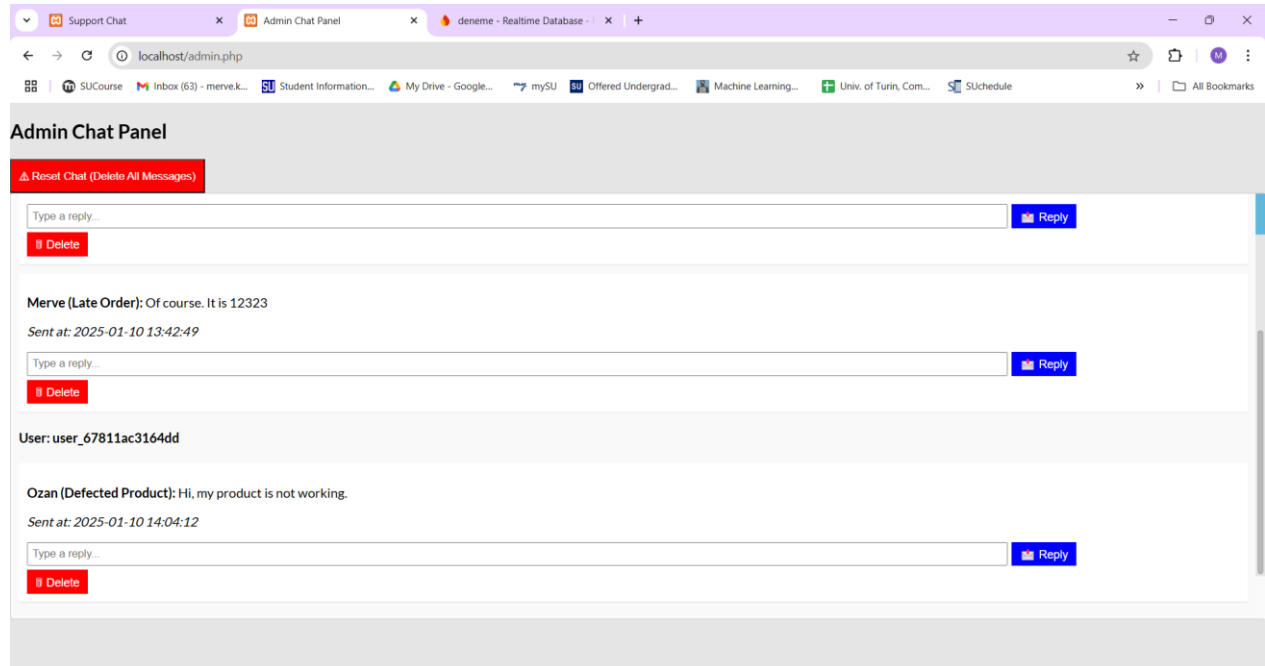 Support Chat Admin Chat Panel deneme - Realtime Database -
localhost/admin.php M
SUCourse Inbox (63) - merve.k... SU Student Information... My Drive - Google... mySU SU Offered Undergrad... Machine Learning... Univ. of Turin, Com... SUchedule » All Bookmarks
Admin Chat Panel
⚠ Reset Chat (Delete All Messages)
Type a reply... Reply
Delete
Merve (Late Order): Of course. It is 12323
Sent at: 2025-01-10 13:42:49
Type a reply... Reply
Delete
User: user_67811ac3164dd
Ozan (Defected Product): Hi, my product is not working.
Sent at: 2025-01-10 14:04:12
Type a reply... Reply
Delete